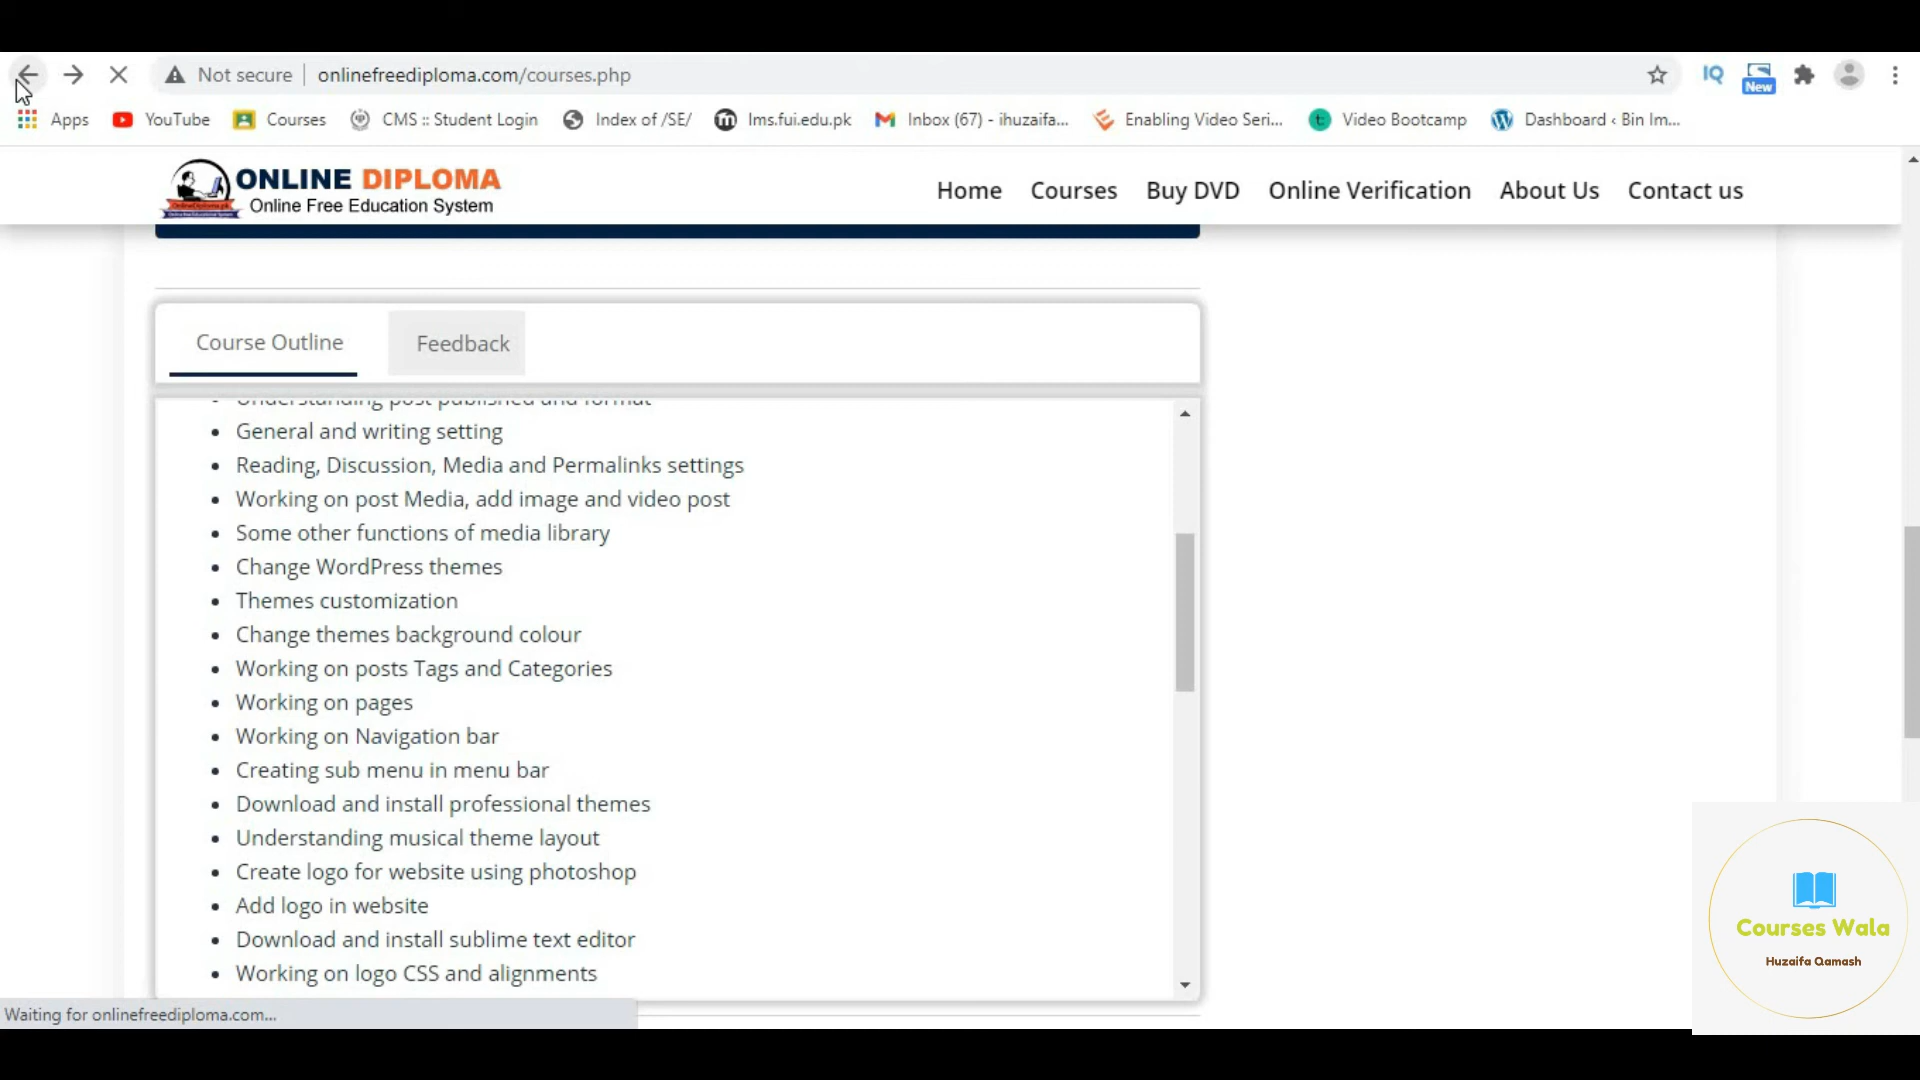 Not secure | onlinefreediploma.com/courses.php
New
Apps YouTube Courses CMS :: Student Login Index of /SE/ lms.fui.edu.pk Inbox (67) - ihuzaifa... Enabling Video Seri... Video Bootcamp Dashboard ‹ Bin Im...
ONLINE DIPLOMA
Online Free Education System
Home Courses Buy DVD Online Verification About Us Contact us
Course Outline Feedback
Understanding post published and format
• General and writing setting
• Reading, Discussion, Media and Permalinks settings
• Working on post Media, add image and video post
• Some other functions of media library
• Change WordPress themes
• Themes customization
• Change themes background colour
• Working on posts Tags and Categories
• Working on pages
• Working on Navigation bar
• Creating sub menu in menu bar
• Download and install professional themes
• Understanding musical theme layout
• Create logo for website using photoshop
• Add logo in website
• Download and install sublime text editor
• Working on logo CSS and alignments
Courses Wala
Huzaifa Qamash
Waiting for onlinefreediploma.com...